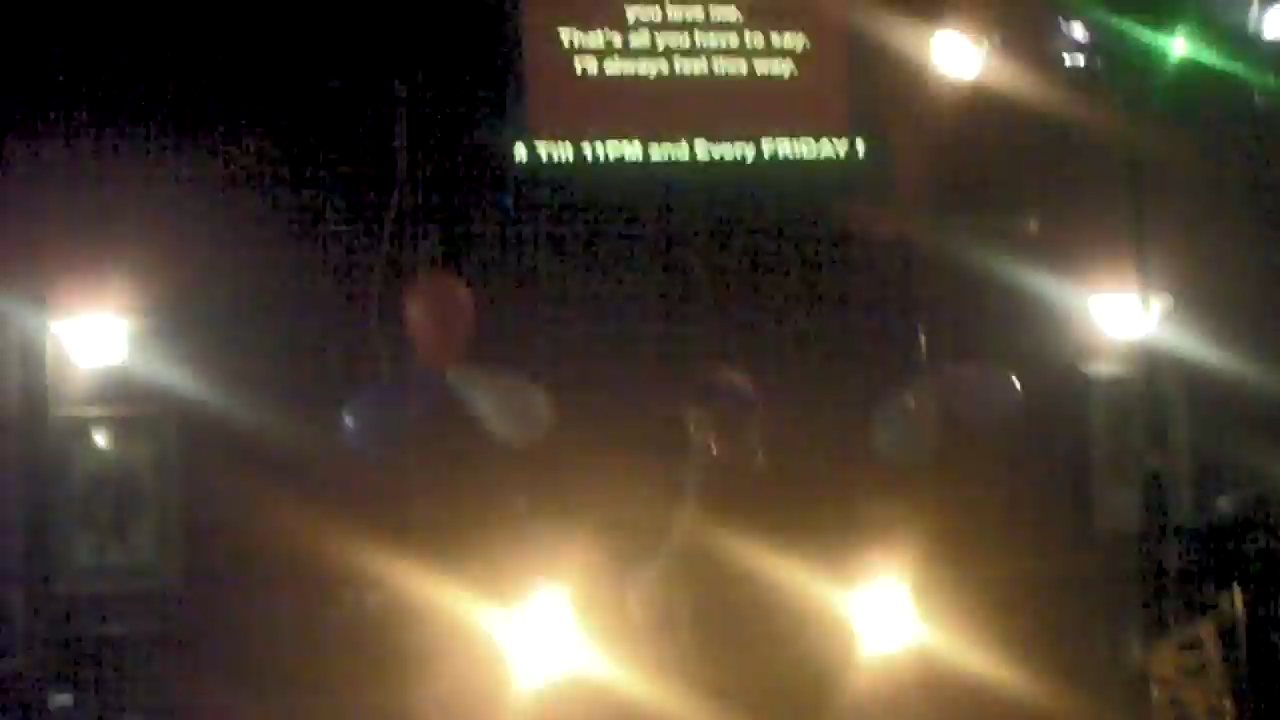 you love me.
That's all you have to say.
I'll always feel this way.
Till 11PM and Every FRIDAY !